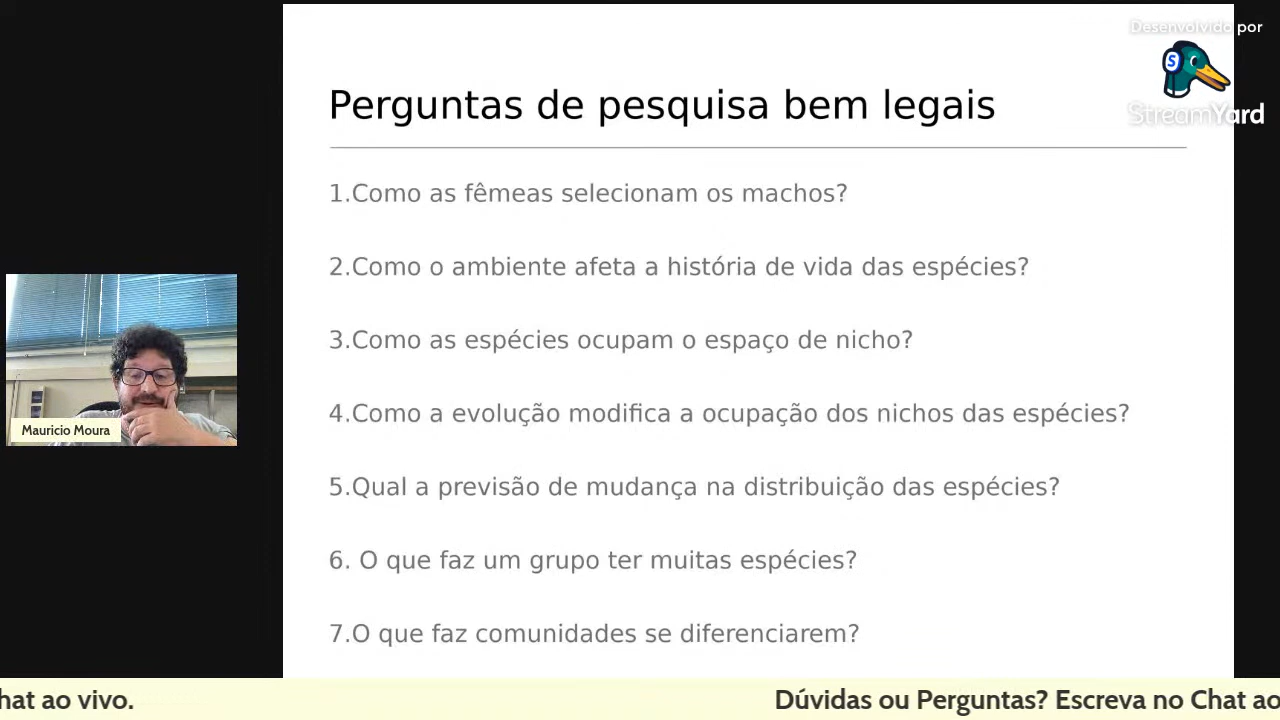 Desenvolvido por
StreamYard
Perguntas de pesquisa bem legais
1.Como as fêmeas selecionam os machos?
2.Como o ambiente afeta a história de vida das espécies?
3.Como as espécies ocupam o espaço de nicho?
4.Como a evolução modifica a ocupação dos nichos das espécies?
5.Qual a previsão de mudança na distribuição das espécies?
6. O que faz um grupo ter muitas espécies?
7.O que faz comunidades se diferenciarem?
Mauricio Moura
hat ao vivo.
Dúvidas ou Perguntas? Escreva no Chat ao